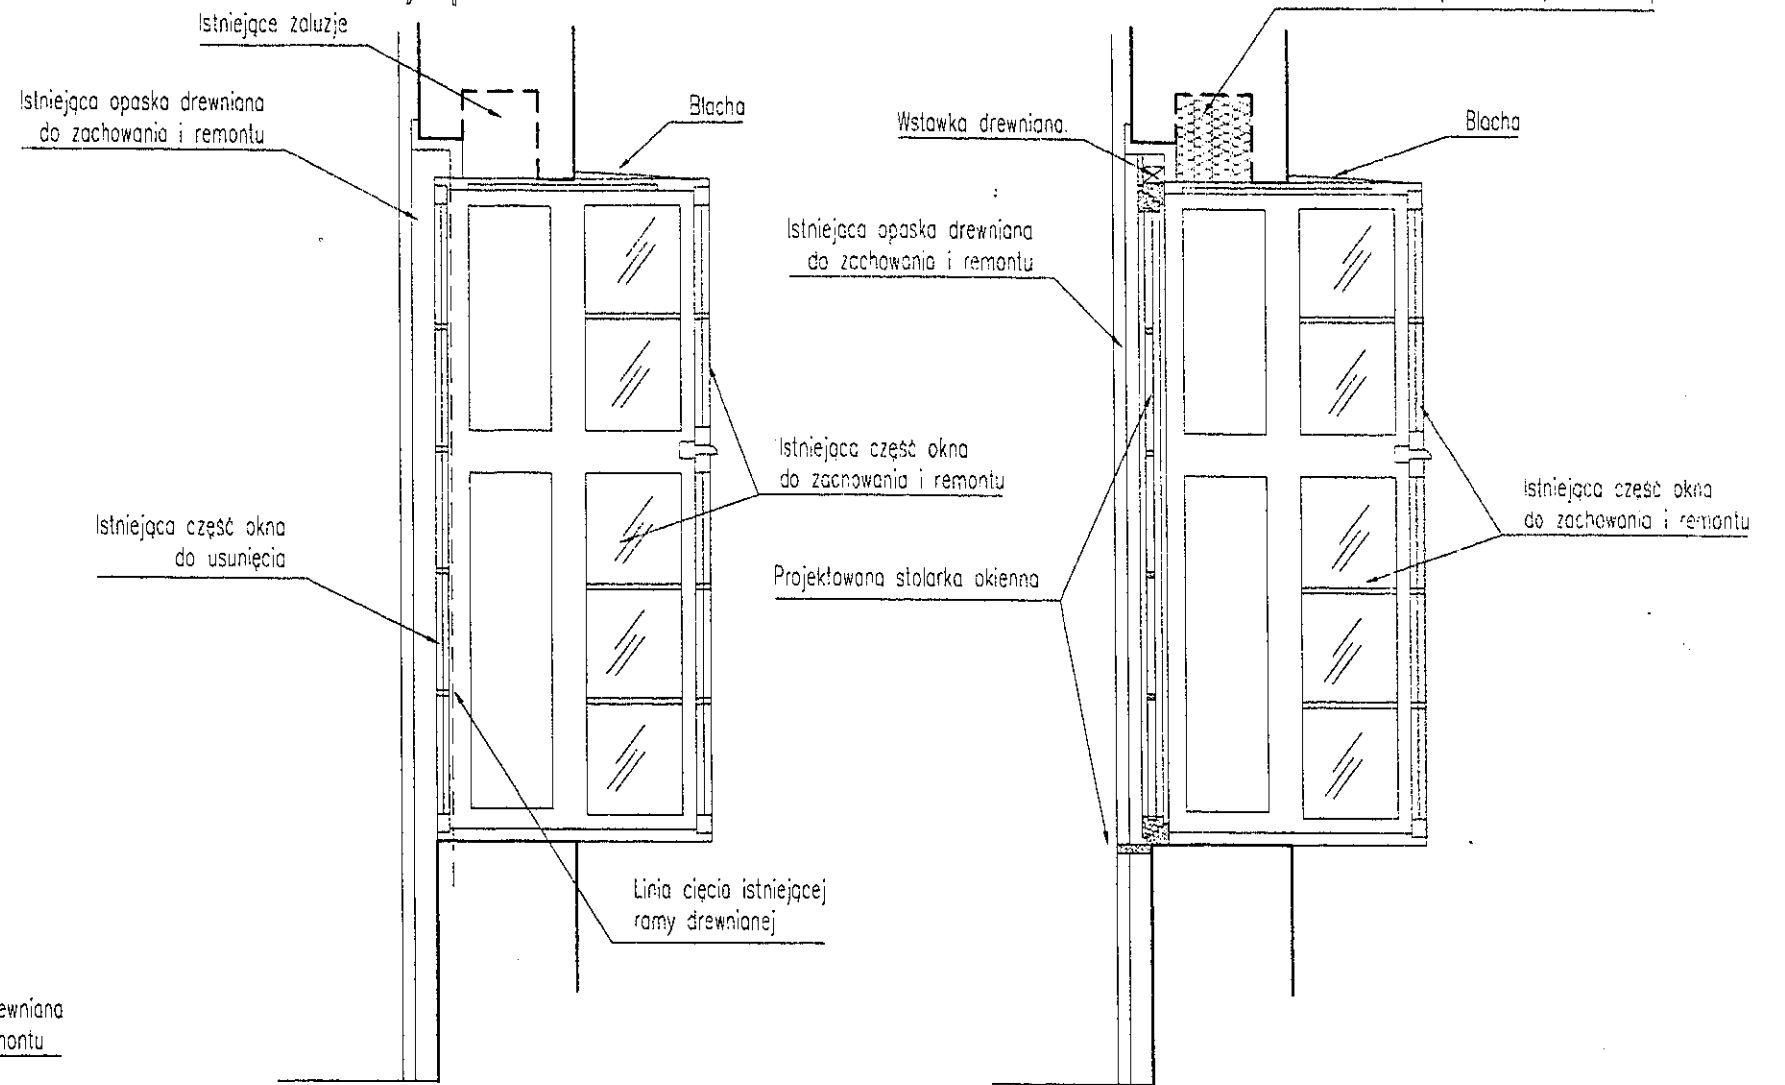 Istniejące żaluzje
Istniejąca opaska drewniana
do zachowania i remontu
Blacha
Istniejąca część okna
do zachowania i remontu
Istniejąca część okna
do usunięcia
Linia cięcia istniejącej
ramy drewnianej
ewniana
montu
Wstawka drewniana.
Blacha
Istniejąca opaska drewniana
do zachowania i remontu
Istniejąca część okna
do zachowania i remontu
Projektowana stolarka okienna